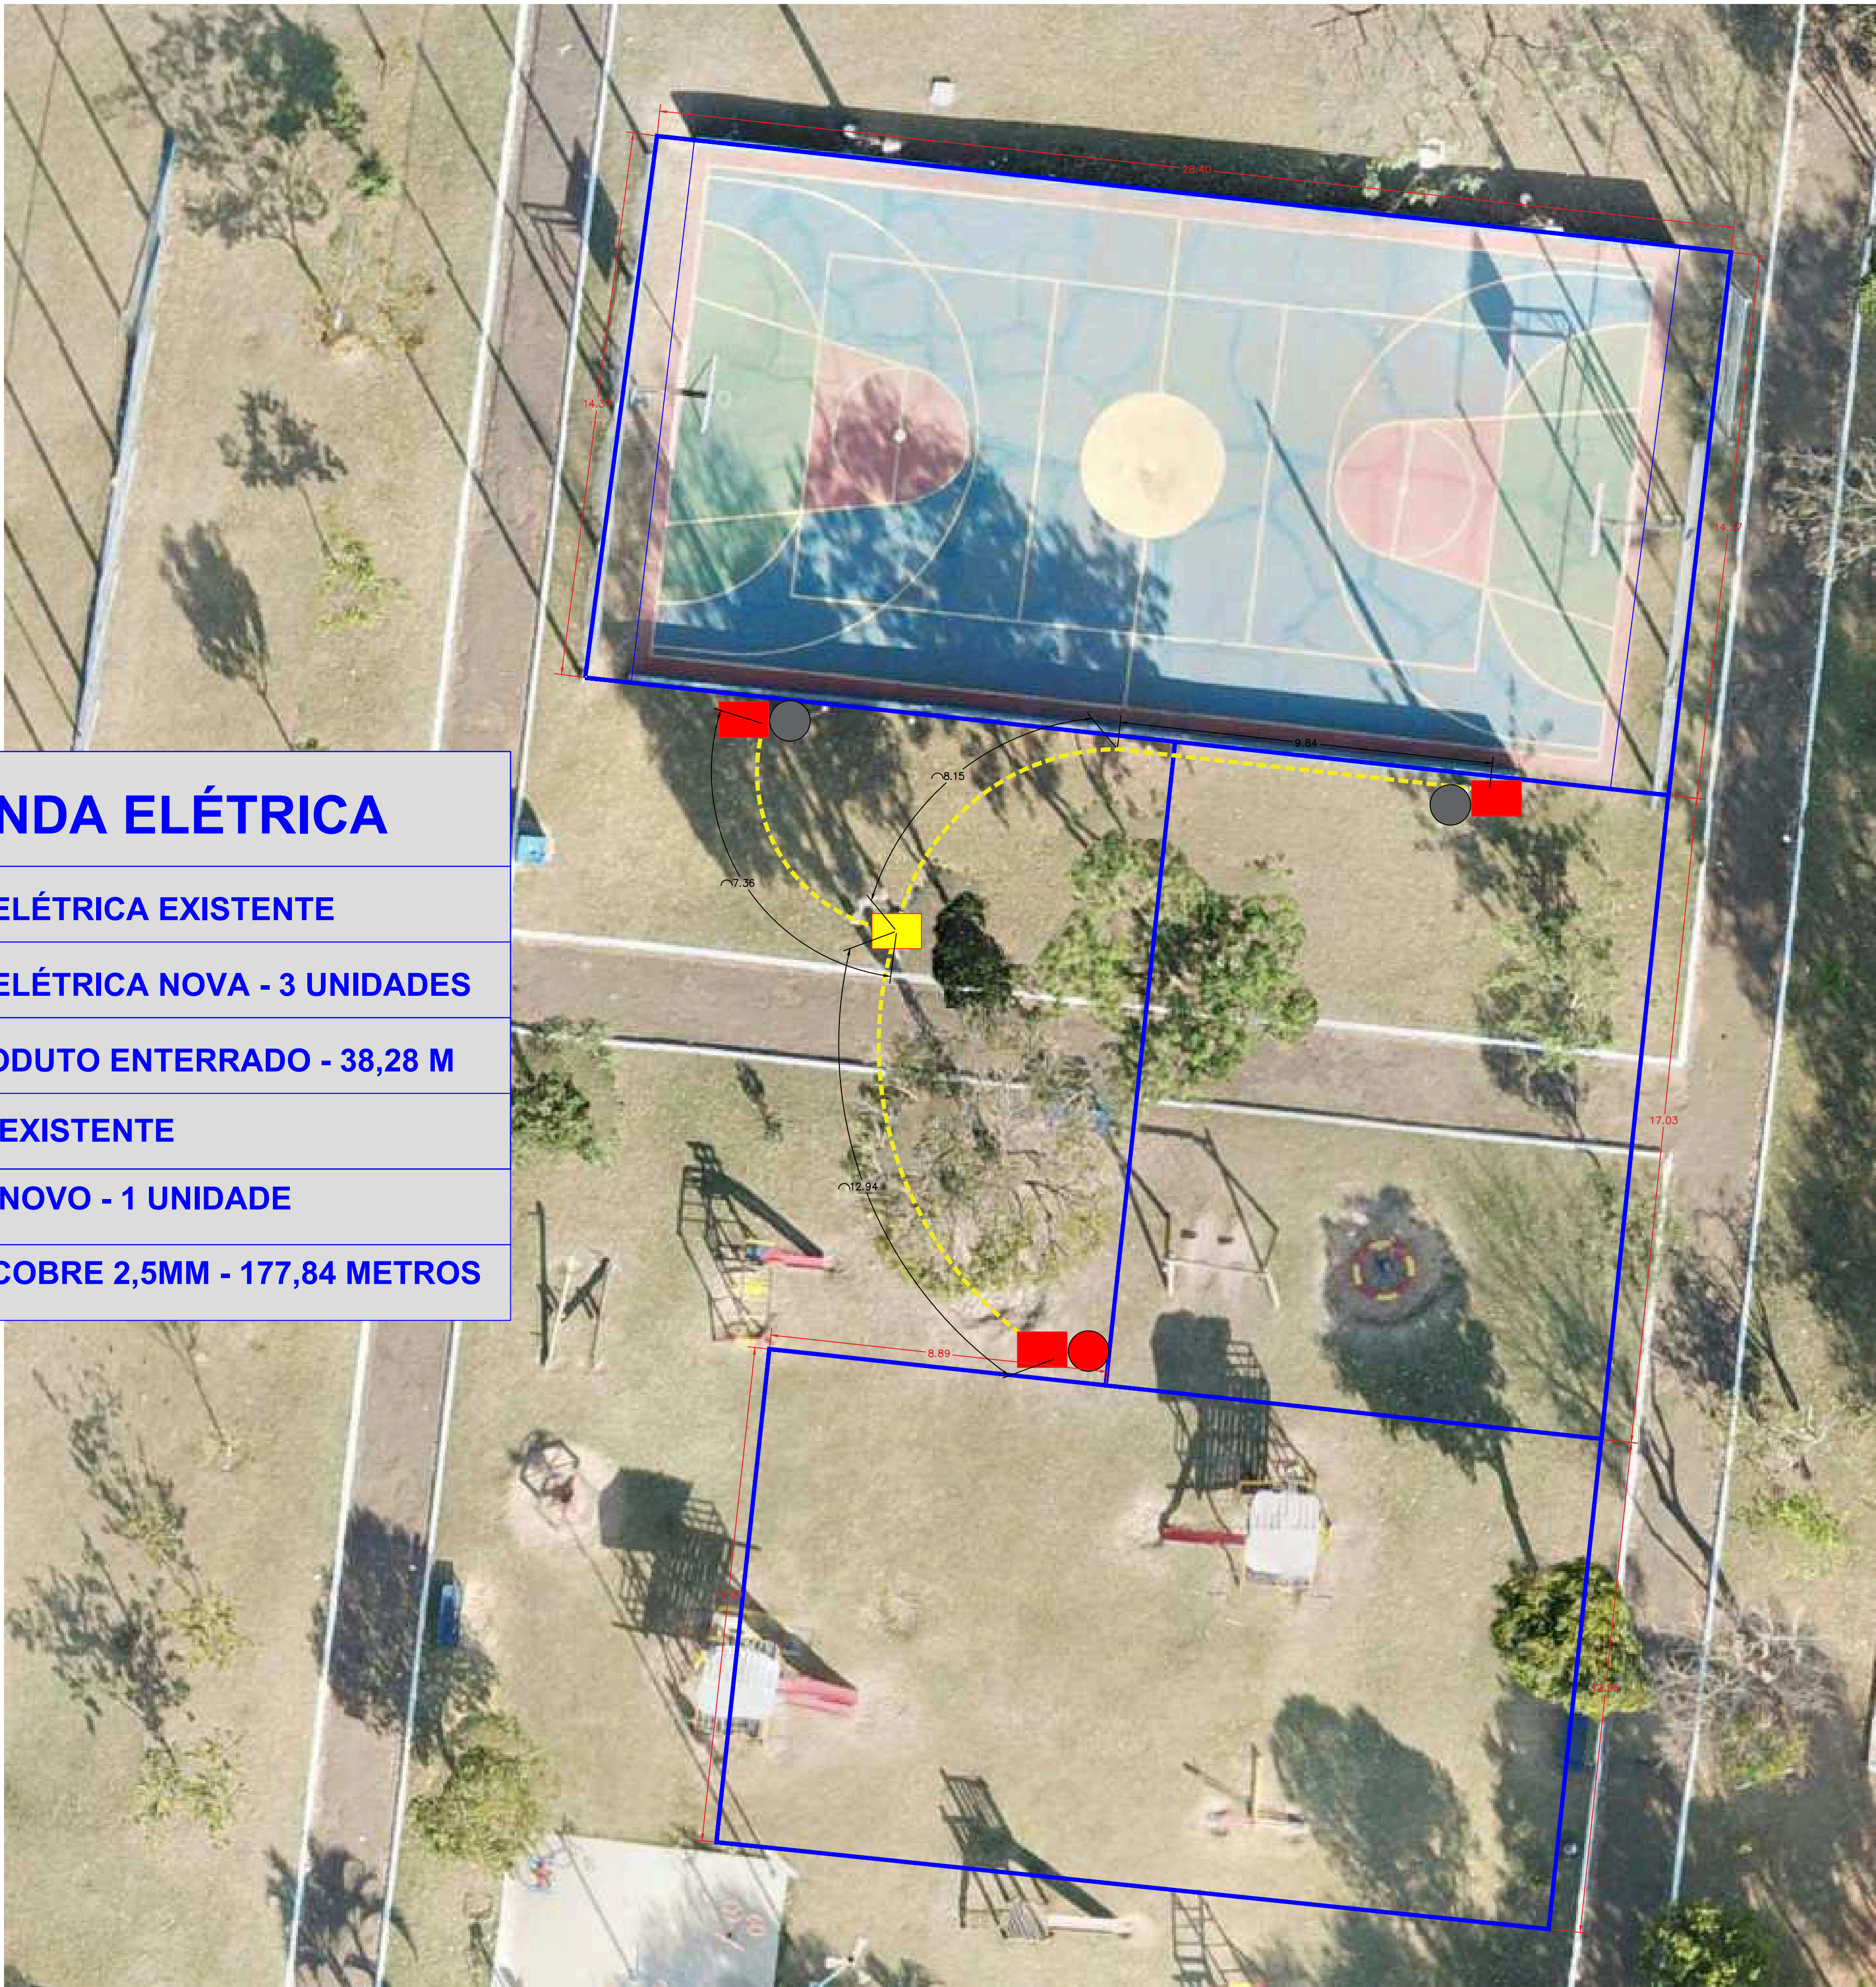 28.40
14.37
14.37
9.84
⌒8.15
⌒7.36
NDA ELÉTRICA
ELÉTRICA EXISTENTE
ELÉTRICA NOVA - 3 UNIDADES
ODUTO ENTERRADO - 38,28 M
EXISTENTE
NOVO - 1 UNIDADE
COBRE 2,5MM - 177,84 METROS
17.03
⌒12.94
8.89